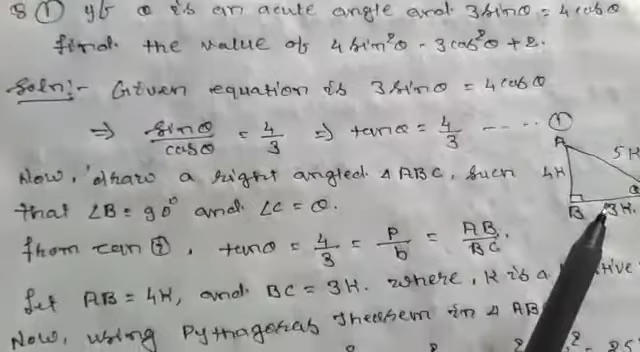 8 ① If θ is an acute angle and 3sinθ = 4cosθ
find the value of 4sin²θ - 3cos²θ + 2.
Soln:- Given equation is 3sinθ = 4cosθ
⇒ sinθ/cosθ = 4/3 ⇒ tanθ = 4/3 ---- ①
Now, draw a right angled △ABC, such
that ∠B = 90° and ∠C = θ.
from eqn ①, tanθ = 4/3 = p/b = AB/BC.
Let AB = 4K, and BC = 3K. where, K is a
Now, using Pythagoras theorem in △ AB
A
5K
4K
B
3K.